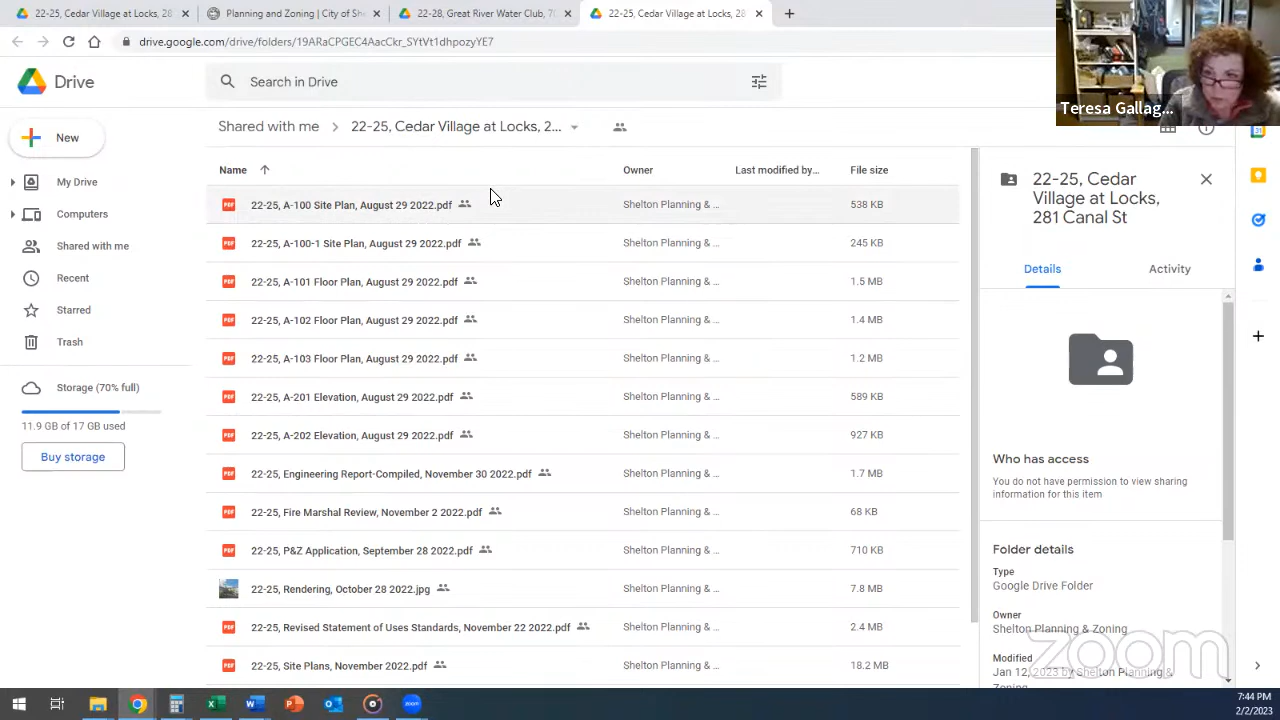 22-25, Cedar Village at Locks, 28
Planning and Zoning | City of
22-28, Great River Water Club, 70
22-25, Cedar Village at Locks, 28
Teresa Gallag...
Drive
Search in Drive
New
My Drive
Computers
Shared with me
Recent
Starred
Trash
Storage (70% full)
11.9 GB of 17 GB used
Buy storage
Shared with me
22-25, Cedar Village at Locks, 2...
Name
Owner
Last modified by...
File size
22-25, A-100 Site Plan, August 29 2022.pdf
Shelton Planning & ...
538 KB
22-25, A-100-1 Site Plan, August 29 2022.pdf
Shelton Planning & ...
245 KB
22-25, A-101 Floor Plan, August 29 2022.pdf
Shelton Planning & ...
1.5 MB
22-25, A-102 Floor Plan, August 29 2022.pdf
Shelton Planning & ...
1.4 MB
22-25, A-103 Floor Plan, August 29 2022.pdf
Shelton Planning & ...
1.2 MB
22-25, A-201 Elevation, August 29 2022.pdf
Shelton Planning & ...
589 KB
22-25, A-202 Elevation, August 29 2022.pdf
Shelton Planning & ...
927 KB
22-25, Engineering Report-Compiled, November 30 2022.pdf
Shelton Planning & ...
1.7 MB
22-25, Fire Marshal Review, November 2 2022.pdf
Shelton Planning & ...
68 KB
22-25, P&Z Application, September 28 2022.pdf
Shelton Planning & ...
710 KB
22-25, Rendering, October 28 2022.jpg
Shelton Planning & ...
7.8 MB
22-25, Revised Statement of Uses Standards, November 22 2022.pdf
Shelton Planning & ...
2.4 MB
22-25, Site Plans, November 2022.pdf
Shelton Planning & ...
18.2 MB
22-25, Cedar
Village at Locks,
281 Canal St
Details
Activity
Who has access
You do not have permission to view sharing
information for this item
Folder details
Type
Google Drive Folder
Owner
Shelton Planning & Zoning
Modified
Jan 12, 2023 by Shelton Planning &
Zoning
zoom
7:44 PM
2/2/2023